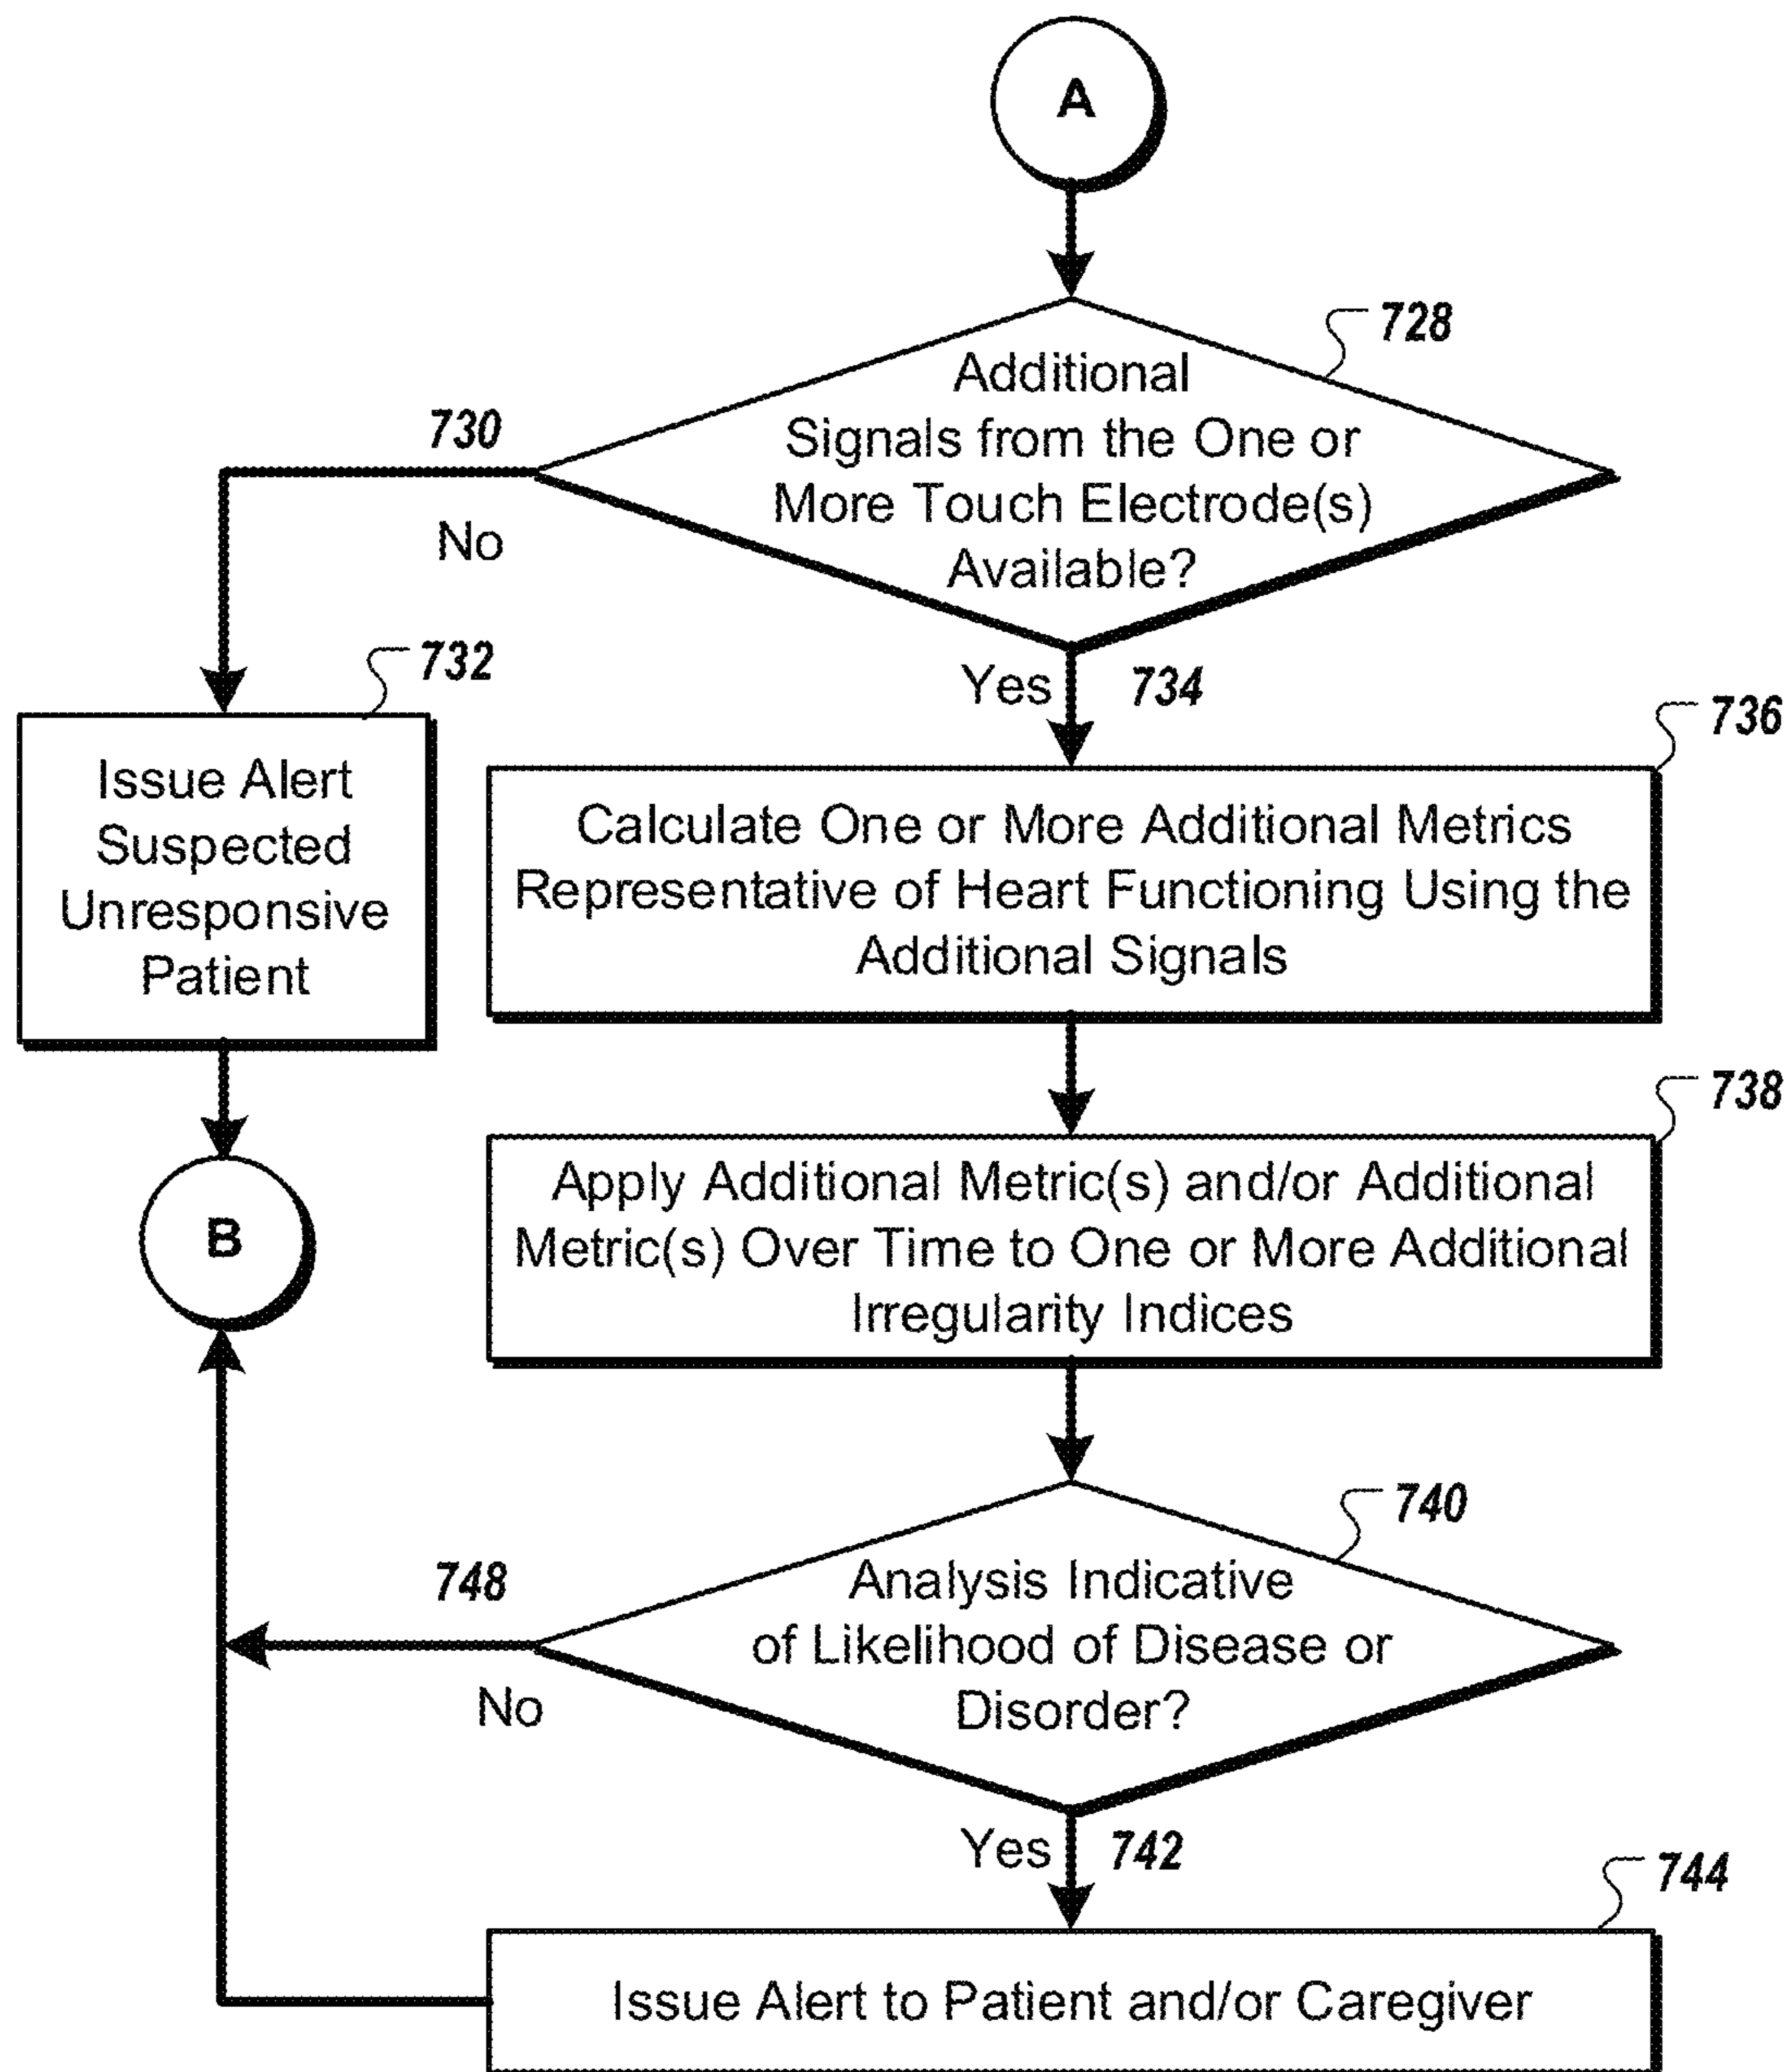 A
728
Additional
Signals from the One or
More Touch Electrode(s)
Available?
730
No
Yes
734
732
Issue Alert
Suspected
Unresponsive
Patient
736
Calculate One or More Additional Metrics
Representative of Heart Functioning Using the
Additional Signals
738
Apply Additional Metric(s) and/or Additional
Metric(s) Over Time to One or More Additional
Irregularity Indices
B
740
Analysis Indicative
of Likelihood of Disease or
Disorder?
748
No
Yes
742
744
Issue Alert to Patient and/or Caregiver